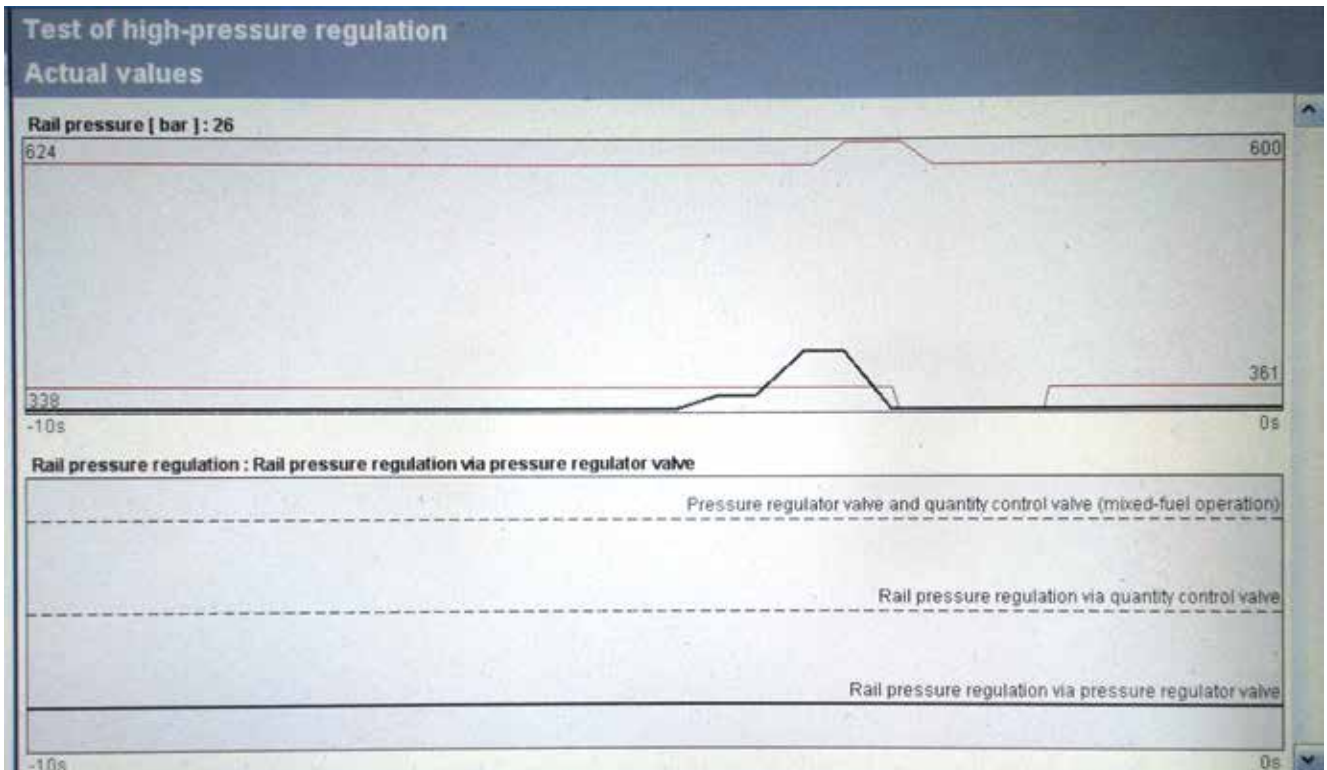 Test of high-pressure regulation
Actual values
Rail pressure [ bar ] : 26
624
600
361
338
-10s
0s
Rail pressure regulation : Rail pressure regulation via pressure regulator valve
Pressure regulator valve and quantity control valve (mixed-fuel operation)
Rail pressure regulation via quantity control valve
Rail pressure regulation via pressure regulator valve
-10s
0s